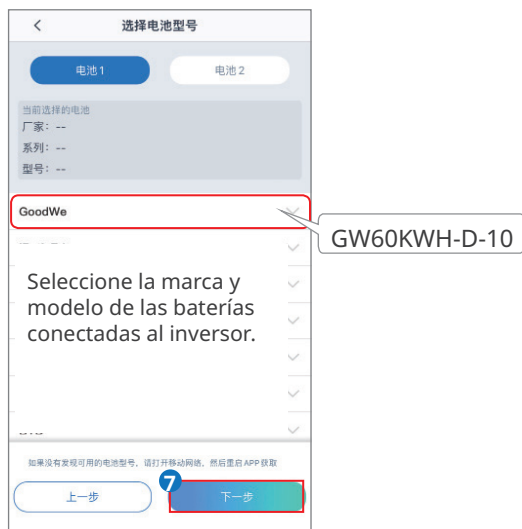 选择电池型号
电池1
电池2
当前选择的电池
厂家：--
系列：--
型号：--
GoodWe
GW60KWH-D-10
Seleccione la marca y
modelo de las baterías
conectadas al inversor.
如果没有发现可用的电池型号，请打开移动网络，然后重启APP获取
7
上一步
下一步